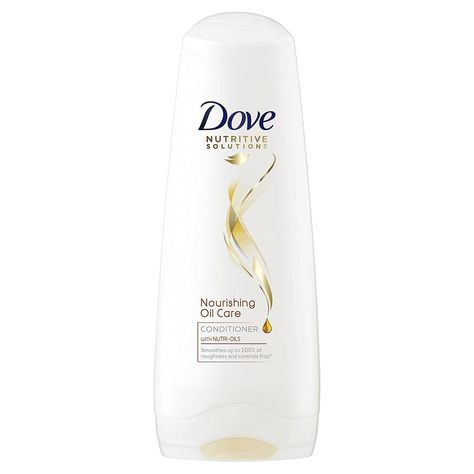 Dove
NUTRITIVE
SOLUTIONS
Nourishing
Oil Care
CONDITIONER
WITH NUTRI-OILS
Smoothes up to 100% of
roughness and controls frizz*